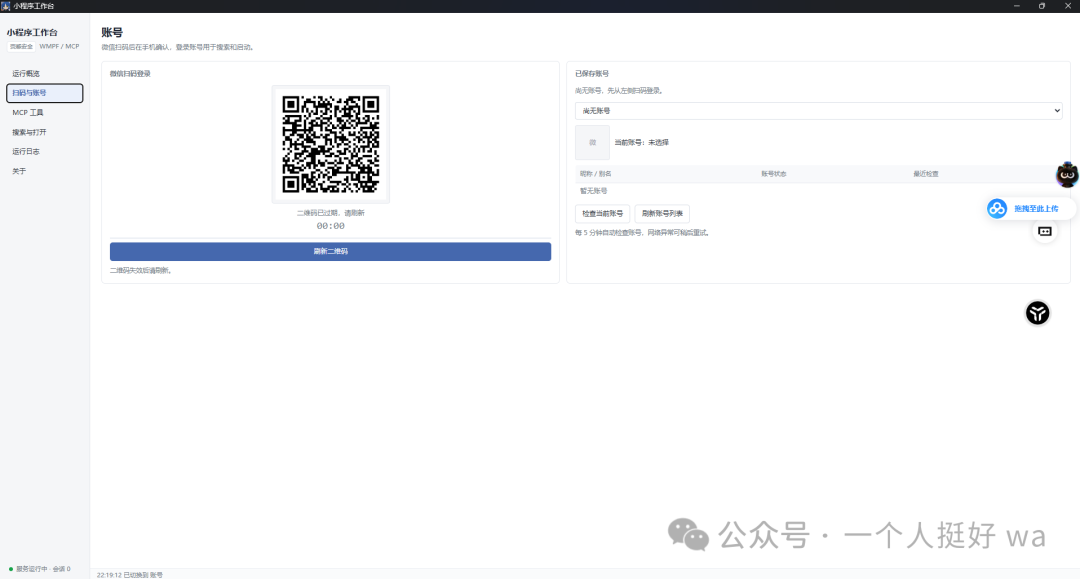 小程序工作台
小程序工作台
WMPF / MCP
运行概览
扫码与账号
MCP 工具
搜索与打开
运行日志
关于
服务运行中 · 会话 0
账号
微信扫码后在手机确认。登录账号用于搜索和启动。
微信扫码登录
二维码已过期，请刷新
00:00
刷新二维码
二维码失效后请刷新。
已保存账号
尚无账号，先从左侧扫码登录。
尚无账号
微
当前账号：未选择
昵称 / 别名 账号状态 最近检查
暂无账号
检查当前账号 刷新账号列表
每 5 分钟自动检查账号，网络异常可稍后重试。
拖拽至此上传
公众号 · 一个人挺好 wa
22:19:12 已切换到 账号